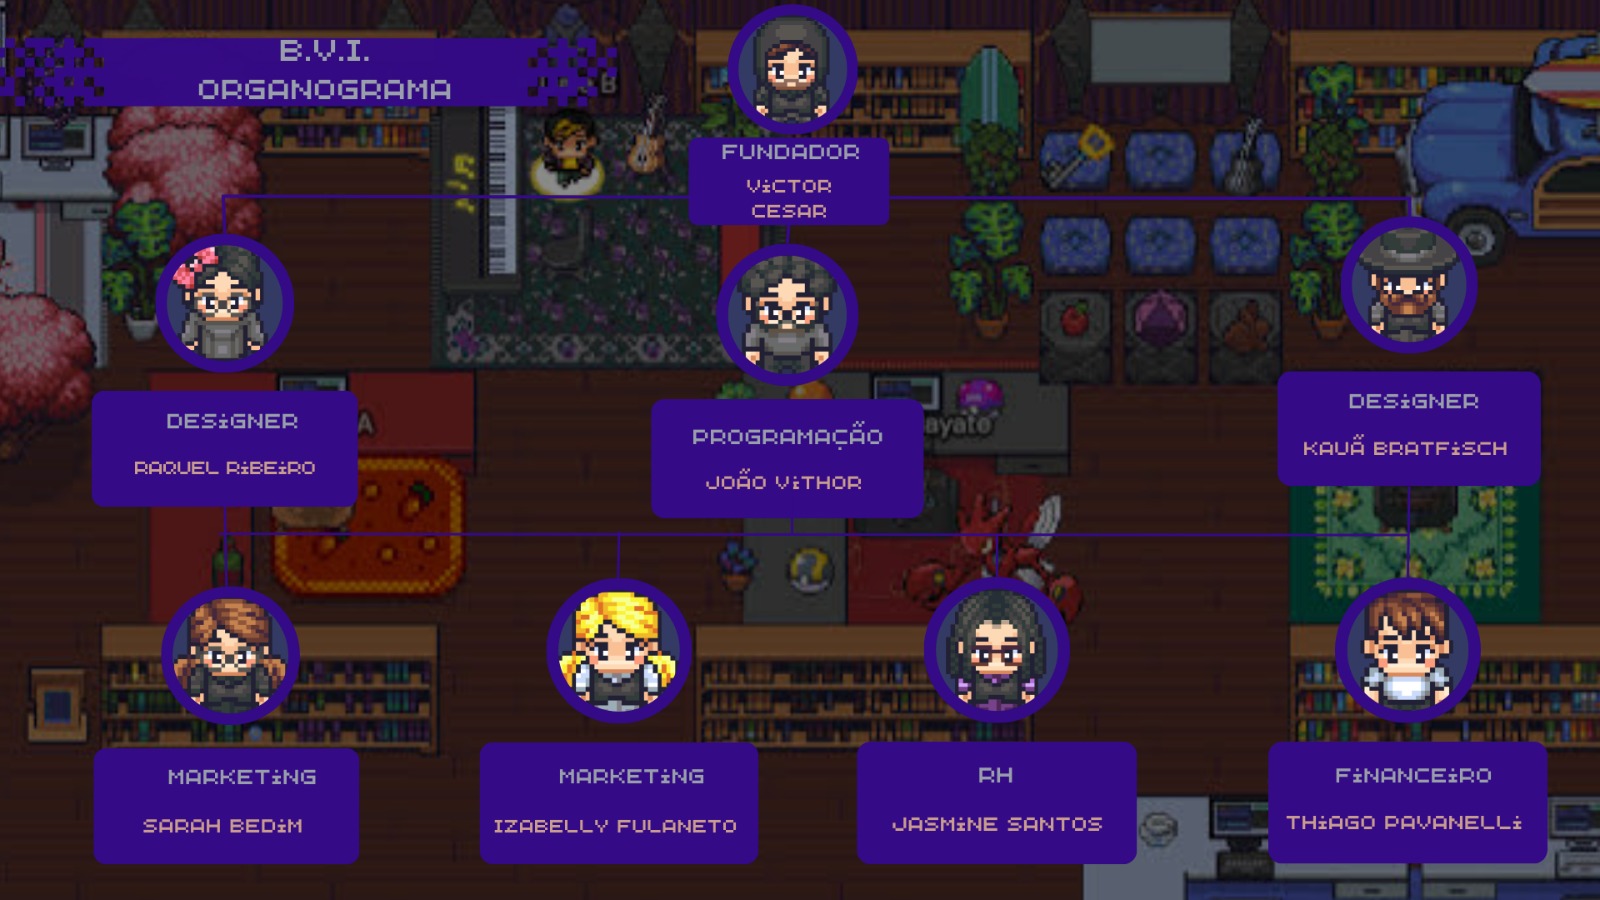 B.V.I.
ORGANOGRAMA
FUNDADOR
VICTOR
CESAR
DESIGNER
RAQUEL RIBEIRO
PROGRAMAÇÃO
JOÃO VITHOR
DESIGNER
KAUÃ BRATFISCH
MARKETING
SARAH BEDIM
MARKETING
IZABELLY FULANETO
RH
JASMINE SANTOS
FINANCEIRO
THIAGO PAVANELLI